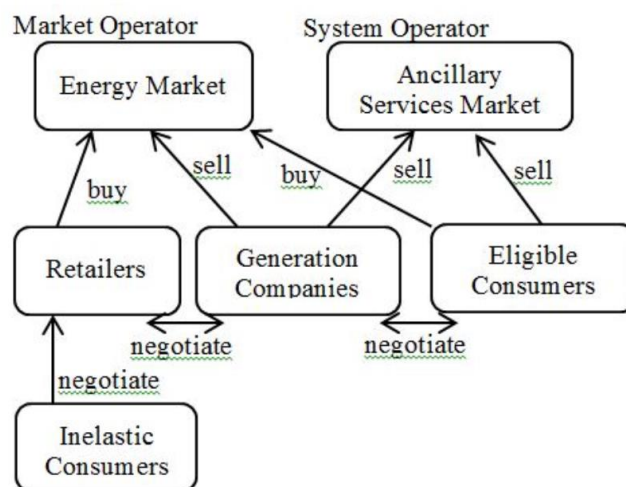 Market Operator
System Operator
Energy Market
Ancillary
Services Market
buy
sell
buy
sell
sell
Retailers
Generation
Companies
Eligible
Consumers
negotiate
negotiate
negotiate
Inelastic
Consumers